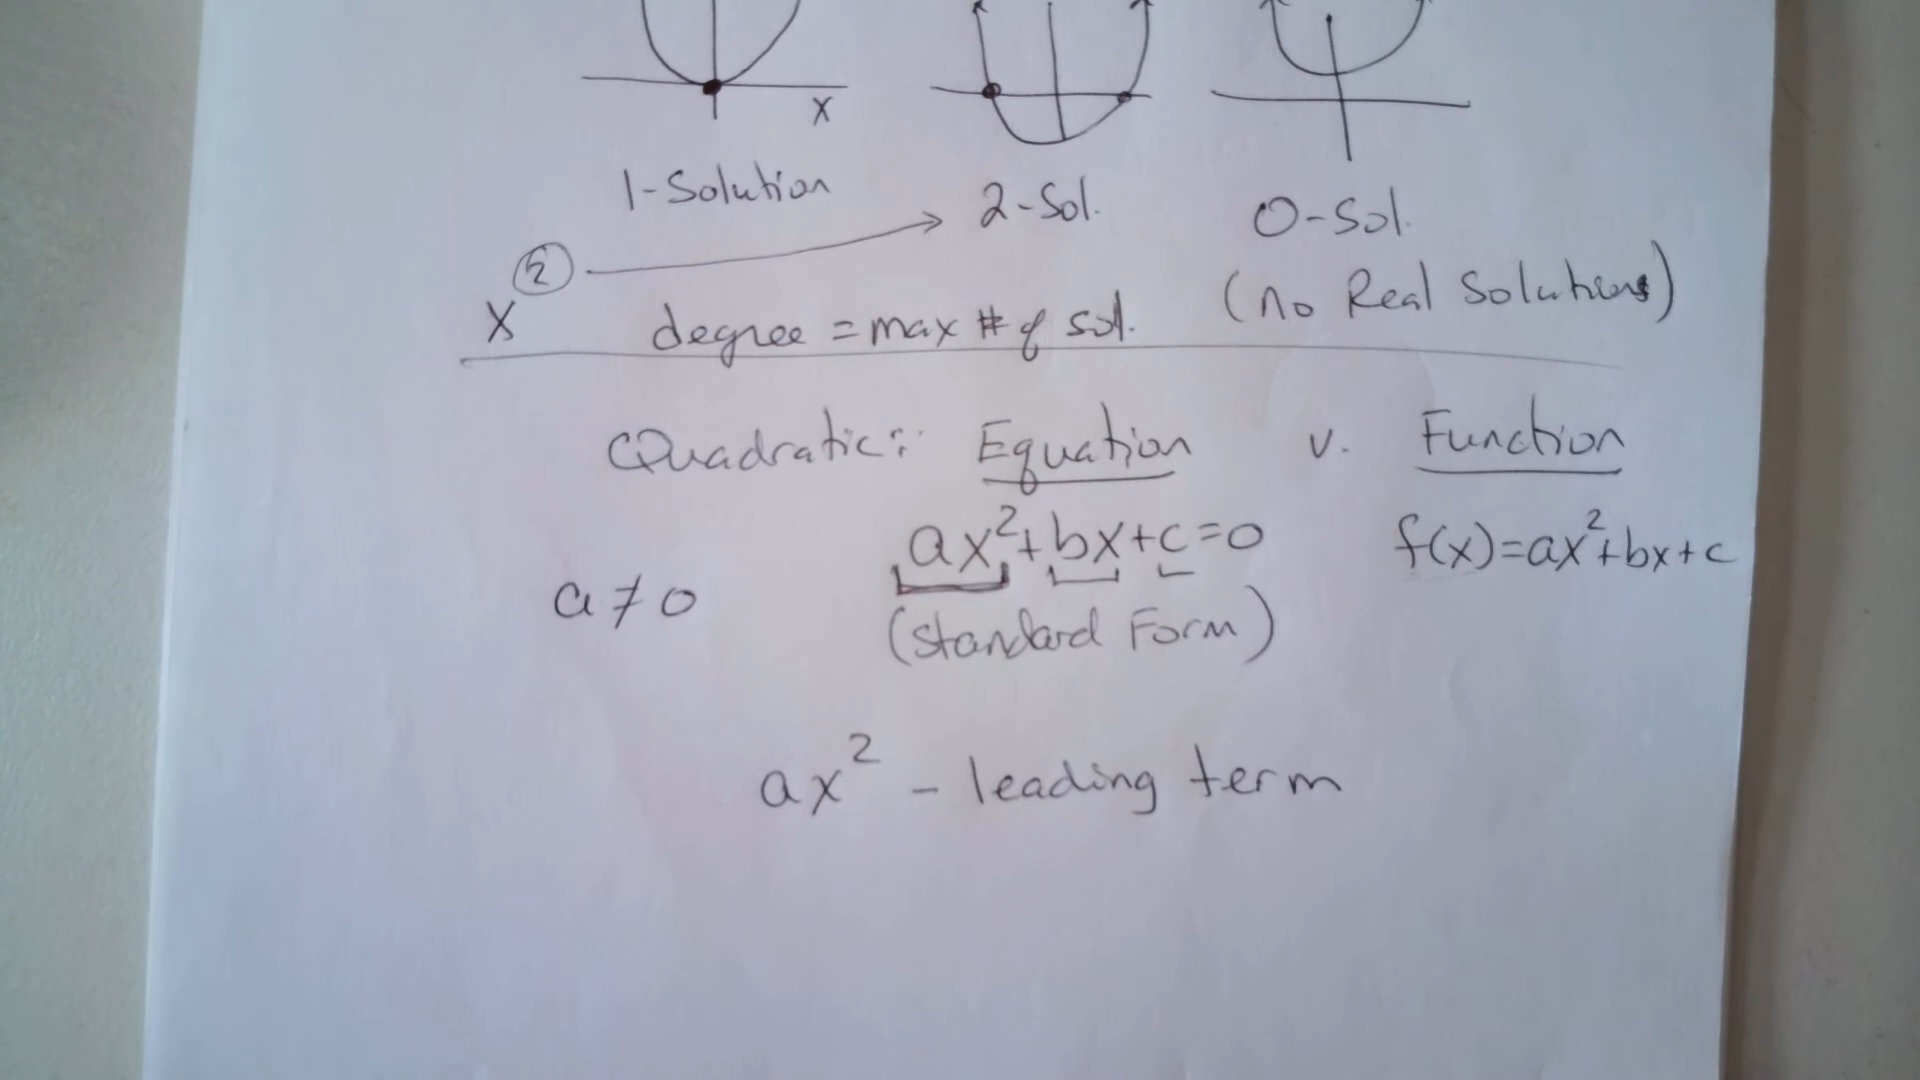 X
1-Solution 2-Sol. 0-Sol.
x² degree = max # of sol. (No Real Solutions)
Quadratic: Equation v. Function
ax²+bx+c=0 f(x)=ax²+bx+c
a≠0 (Standard Form)
ax² - leading term